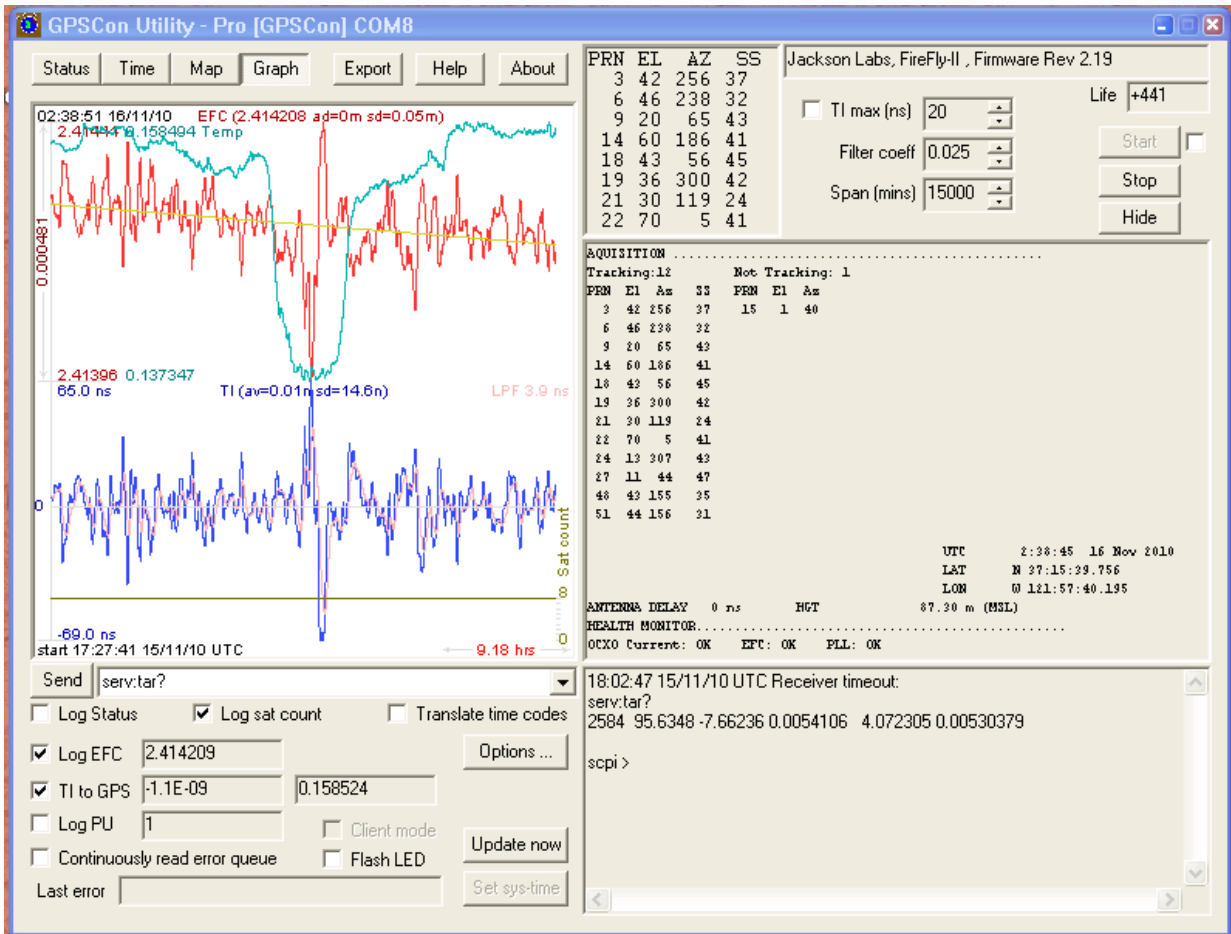 GPSCon Utility - Pro [GPSCon] COM8
Status Time Map Graph Export Help About
02:38:51 16/11/10 EFC (2.414208 ad=0m sd=0.05m)
0.158494 Temp
0.000481
2.41396 0.137347
65.0 ns TI (av=0.01n sd=14.6n) LPF 3.9 ns
0
Sat count
8
-69.0 ns 0
start 17:27:41 15/11/10 UTC 9.18 hrs
PRN EL AZ SS
3 42 256 37
6 46 238 32
9 20 65 43
14 60 186 41
18 43 56 45
19 36 300 42
21 30 119 24
22 70 5 41
Jackson Labs, FireFly-II , Firmware Rev 2.19
Life +441
TI max (ns) 20
Filter coeff 0.025
Span (mins) 15000
Start
Stop
Hide
AQUISITION ................................................
Tracking:12 Not Tracking: 1
PRN El Az SS PRN El Az
3 42 256 37 15 1 40
6 46 238 32
9 20 65 43
14 60 186 41
18 43 56 45
19 36 300 42
21 30 119 24
22 70 5 41
24 13 307 43
27 11 44 47
48 43 155 35
51 44 156 31
UTC 2:38:45 16 Nov 2010
LAT N 37:15:39.756
LON W 121:57:40.195
ANTENNA DELAY 0 ns HGT 87.30 m (MSL)
HEALTH MONITOR................................................
OCXO Current: OK EFC: OK PLL: OK
Send serv:tar?
Log Status Log sat count Translate time codes
Log EFC 2.414209 Options ...
TI to GPS -1.1E-09 0.158524
Log PU 1 Client mode
Update now
Continuously read error queue Flash LED
Last error Set sys-time
18:02:47 15/11/10 UTC Receiver timeout:
serv:tar?
2584 95.6348 -7.66236 0.0054106 4.072305 0.00530379
scpi >